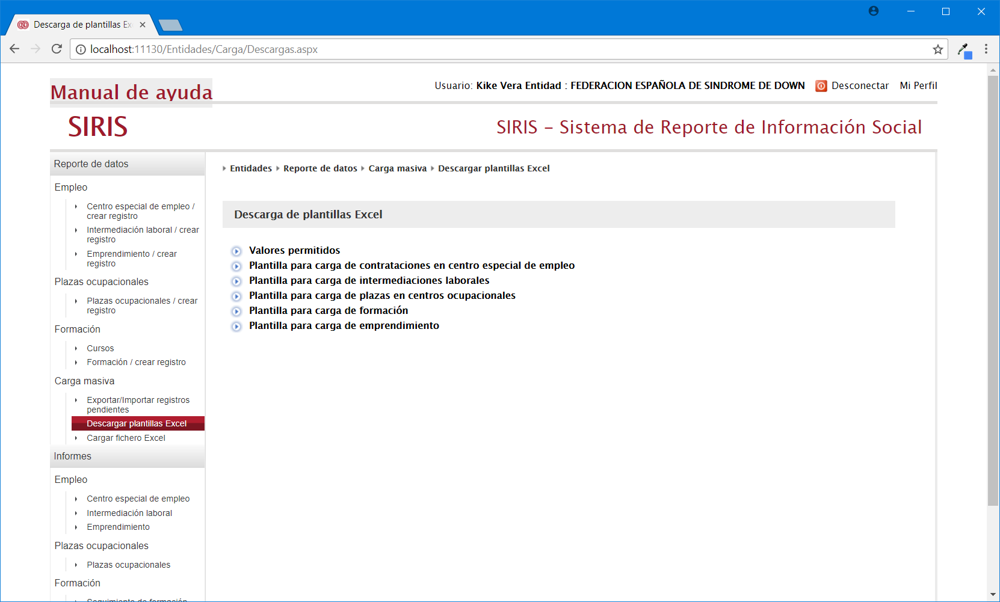 Descarga de plantillas Ex
localhost:11130/Entidades/Carga/Descargas.aspx
Manual de ayuda
Usuario: Kike Vera Entidad : FEDERACION ESPAÑOLA DE SINDROME DE DOWN
Desconectar
Mi Perfil
SIRIS
SIRIS – Sistema de Reporte de Información Social
Reporte de datos
Empleo
Centro especial de empleo /
crear registro
Intermediación laboral / crear
registro
Emprendimiento / crear
registro
Plazas ocupacionales
Plazas ocupacionales / crear
registro
Formación
Cursos
Formación / crear registro
Carga masiva
Exportar/Importar registros
pendientes
Descargar plantillas Excel
Cargar fichero Excel
Informes
Empleo
Centro especial de empleo
Intermediación laboral
Emprendimiento
Plazas ocupacionales
Plazas ocupacionales
Formación
Seguimiento de formación
Entidades Reporte de datos Carga masiva Descargar plantillas Excel
Descarga de plantillas Excel
Valores permitidos
Plantilla para carga de contrataciones en centro especial de empleo
Plantilla para carga de intermediaciones laborales
Plantilla para carga de plazas en centros ocupacionales
Plantilla para carga de formación
Plantilla para carga de emprendimiento